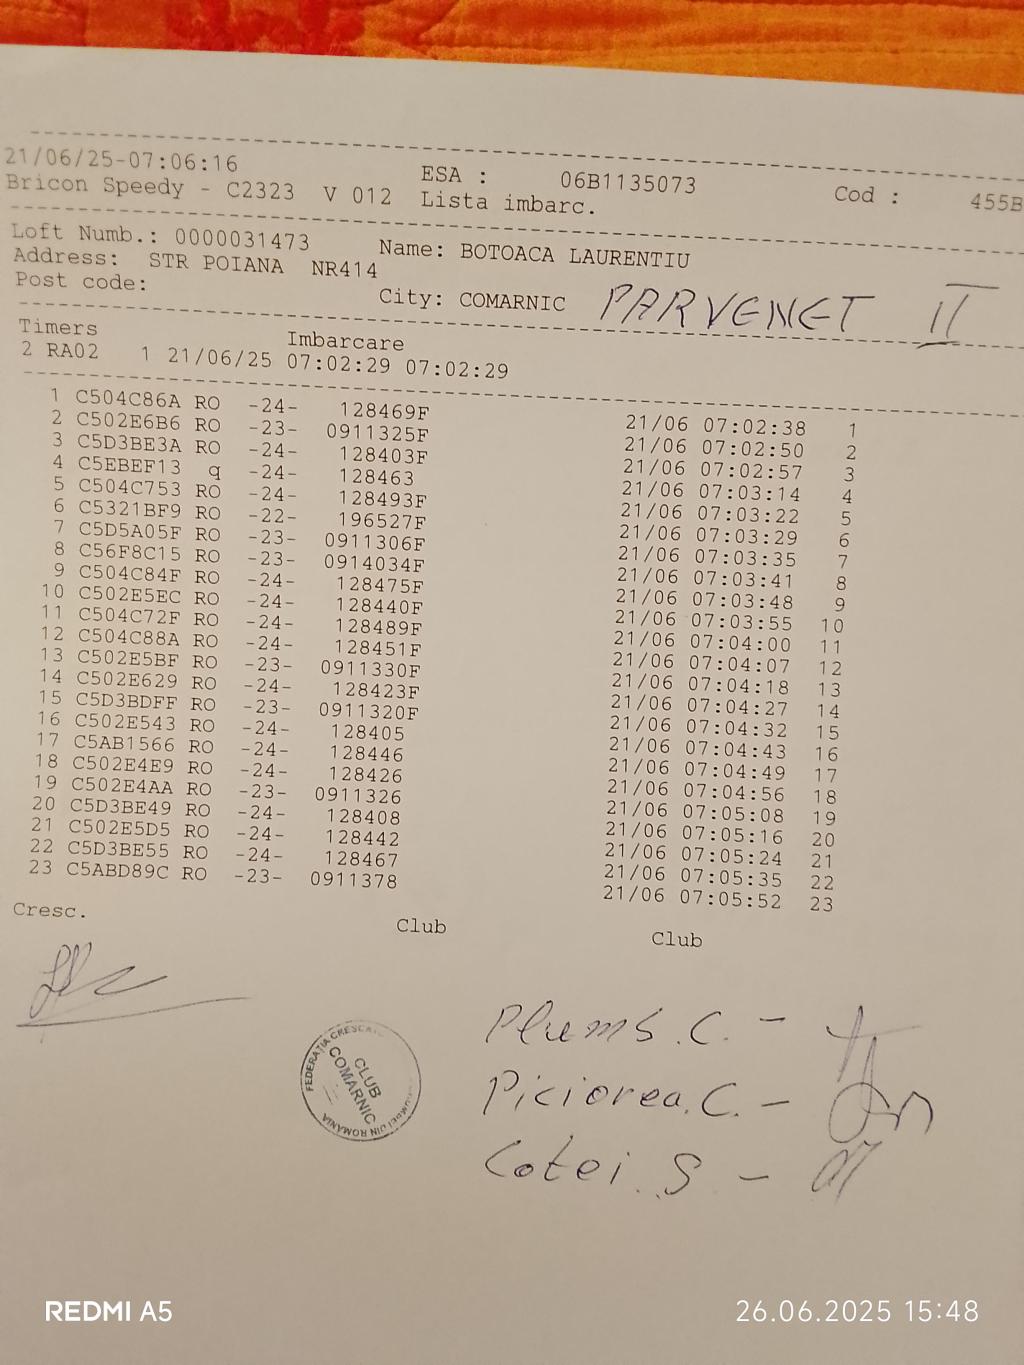 21/06/25-07:06:16 ESA : 06B1135073 Cod : 455B
Bricon Speedy - C2323 V 012 Lista imbarc.
Loft Numb.: 0000031473 Name: BOTOACA LAURENTIU
Address: STR POIANA NR414
Post code: City: COMARNIC PARVENET II
Timers Imbarcare
2 RA02 1 21/06/25 07:02:29 07:02:29
1 C504C86A RO -24- 128469F 21/06 07:02:38 1
2 C502E6B6 RO -23- 0911325F 21/06 07:02:50 2
3 C5D3BE3A RO -24- 128403F 21/06 07:02:57 3
4 C5EBEF13 q -24- 128463 21/06 07:03:14 4
5 C504C753 RO -24- 128493F 21/06 07:03:22 5
6 C5321BF9 RO -22- 196527F 21/06 07:03:29 6
7 C5D5A05F RO -23- 0911306F 21/06 07:03:35 7
8 C56F8C15 RO -23- 0914034F 21/06 07:03:41 8
9 C504C84F RO -24- 128475F 21/06 07:03:48 9
10 C502E5EC RO -24- 128440F 21/06 07:03:55 10
11 C504C72F RO -24- 128489F 21/06 07:04:00 11
12 C504C88A RO -24- 128451F 21/06 07:04:07 12
13 C502E5BF RO -23- 0911330F 21/06 07:04:18 13
14 C502E629 RO -24- 128423F 21/06 07:04:27 14
15 C5D3BDFF RO -23- 0911320F 21/06 07:04:32 15
16 C502E543 RO -24- 128405 21/06 07:04:43 16
17 C5AB1566 RO -24- 128446 21/06 07:04:49 17
18 C502E4E9 RO -24- 128426 21/06 07:04:56 18
19 C502E4AA RO -23- 0911326 21/06 07:05:08 19
20 C5D3BE49 RO -24- 128408 21/06 07:05:16 20
21 C502E5D5 RO -24- 128442 21/06 07:05:24 21
22 C5D3BE55 RO -24- 128467 21/06 07:05:35 22
23 C5ABD89C RO -23- 0911378 21/06 07:05:52 23
Cresc. Club Club
Plumb. C. -
Piciorea. C. -
Cotei. S -
FEDERATIA
DIN ROMANIA
CLUB
COMARNIC
REDMI A5 26.06.2025 15:48